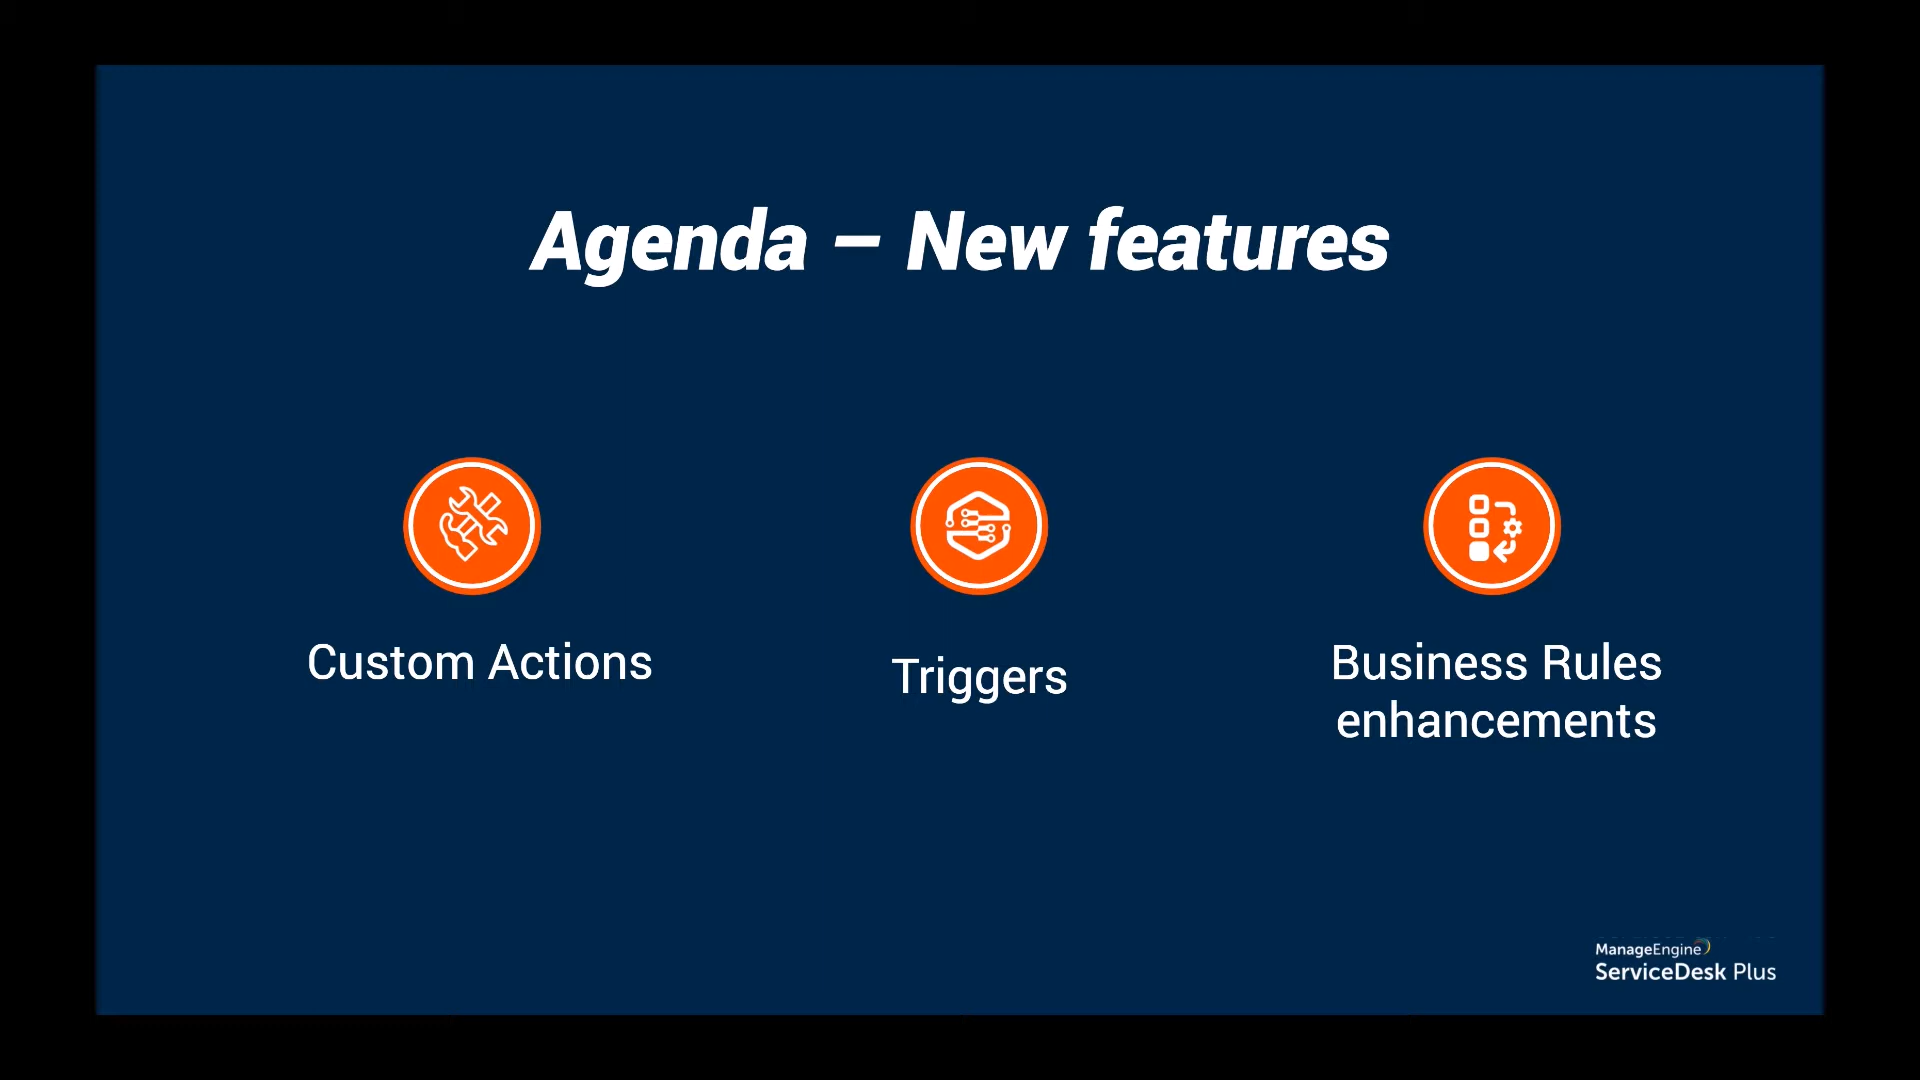 Agenda – New features
Custom Actions
Triggers
Business Rules
enhancements
ManageEngine
ServiceDesk Plus